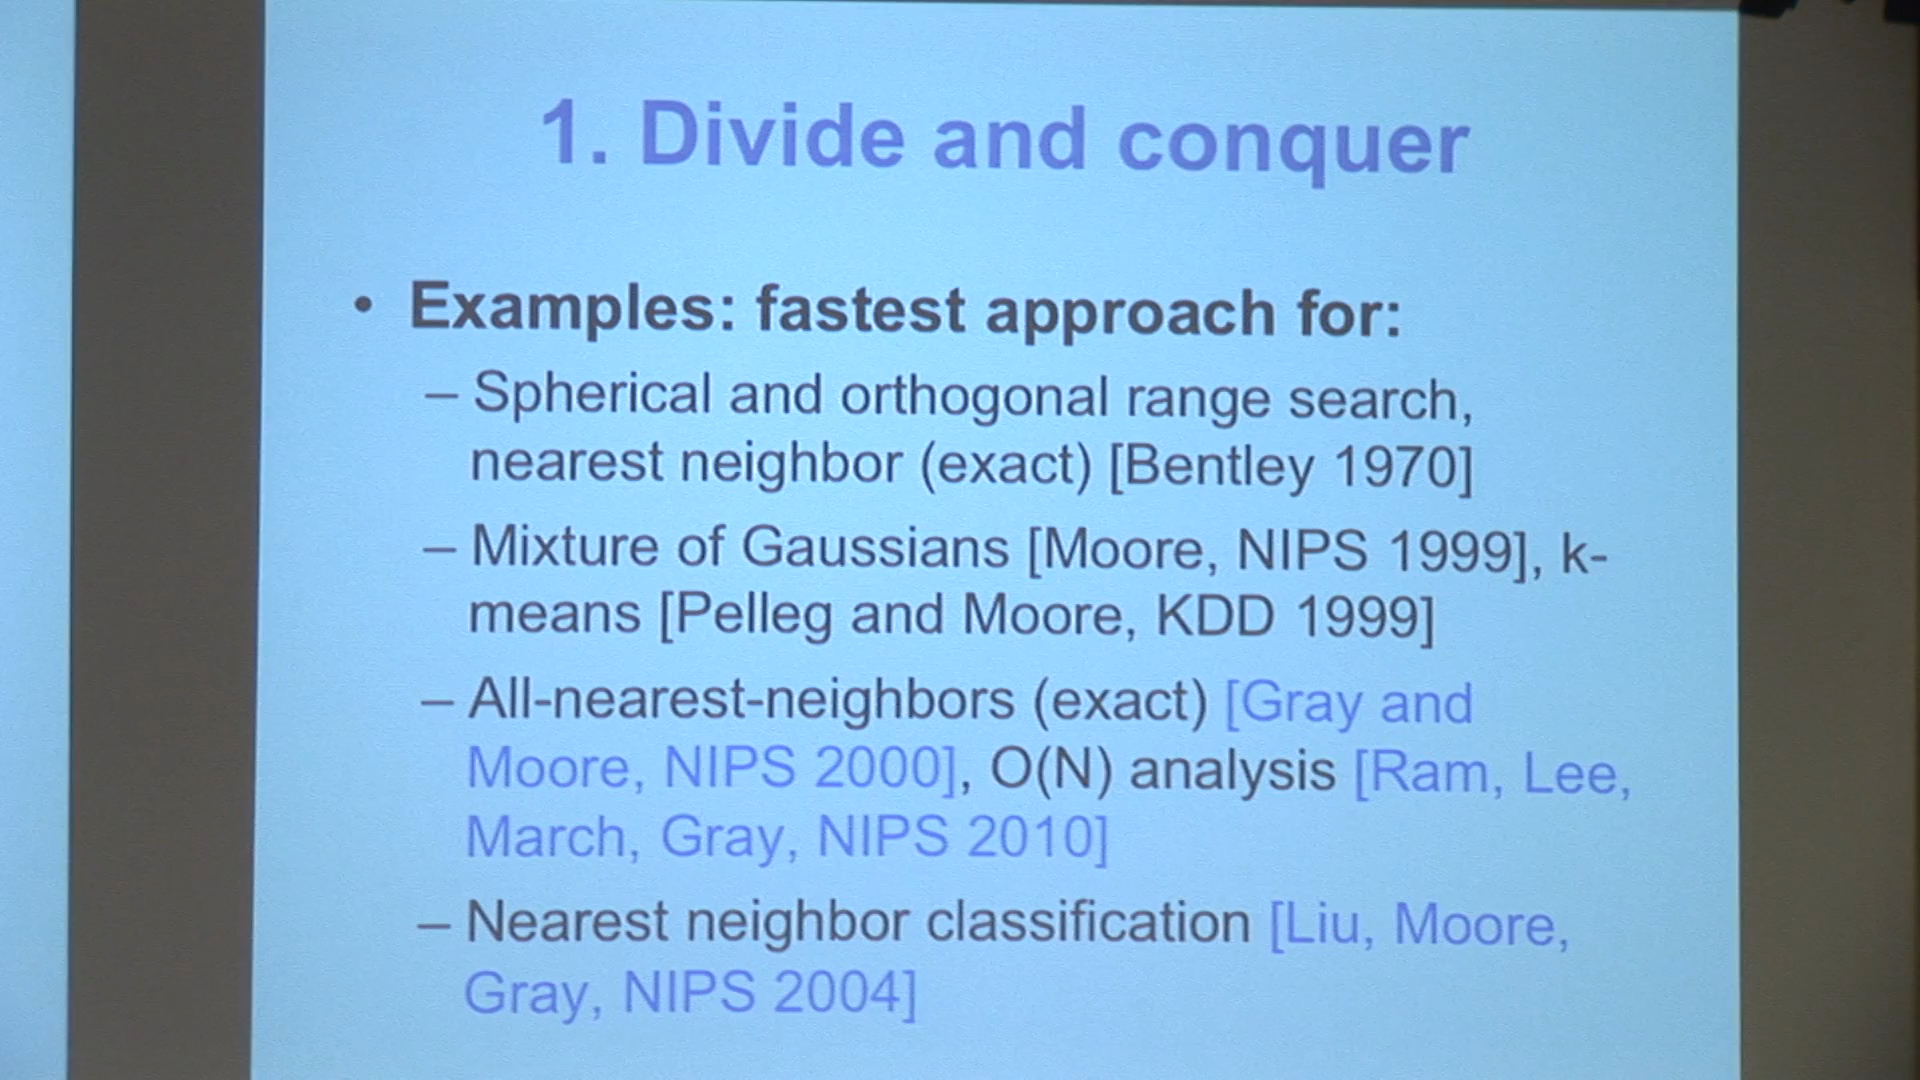 1. Divide and conquer
• Examples: fastest approach for:
– Spherical and orthogonal range search,
nearest neighbor (exact) [Bentley 1970]
– Mixture of Gaussians [Moore, NIPS 1999], k-
means [Pelleg and Moore, KDD 1999]
– All-nearest-neighbors (exact) [Gray and
Moore, NIPS 2000], O(N) analysis [Ram, Lee,
March, Gray, NIPS 2010]
– Nearest neighbor classification [Liu, Moore,
Gray, NIPS 2004]